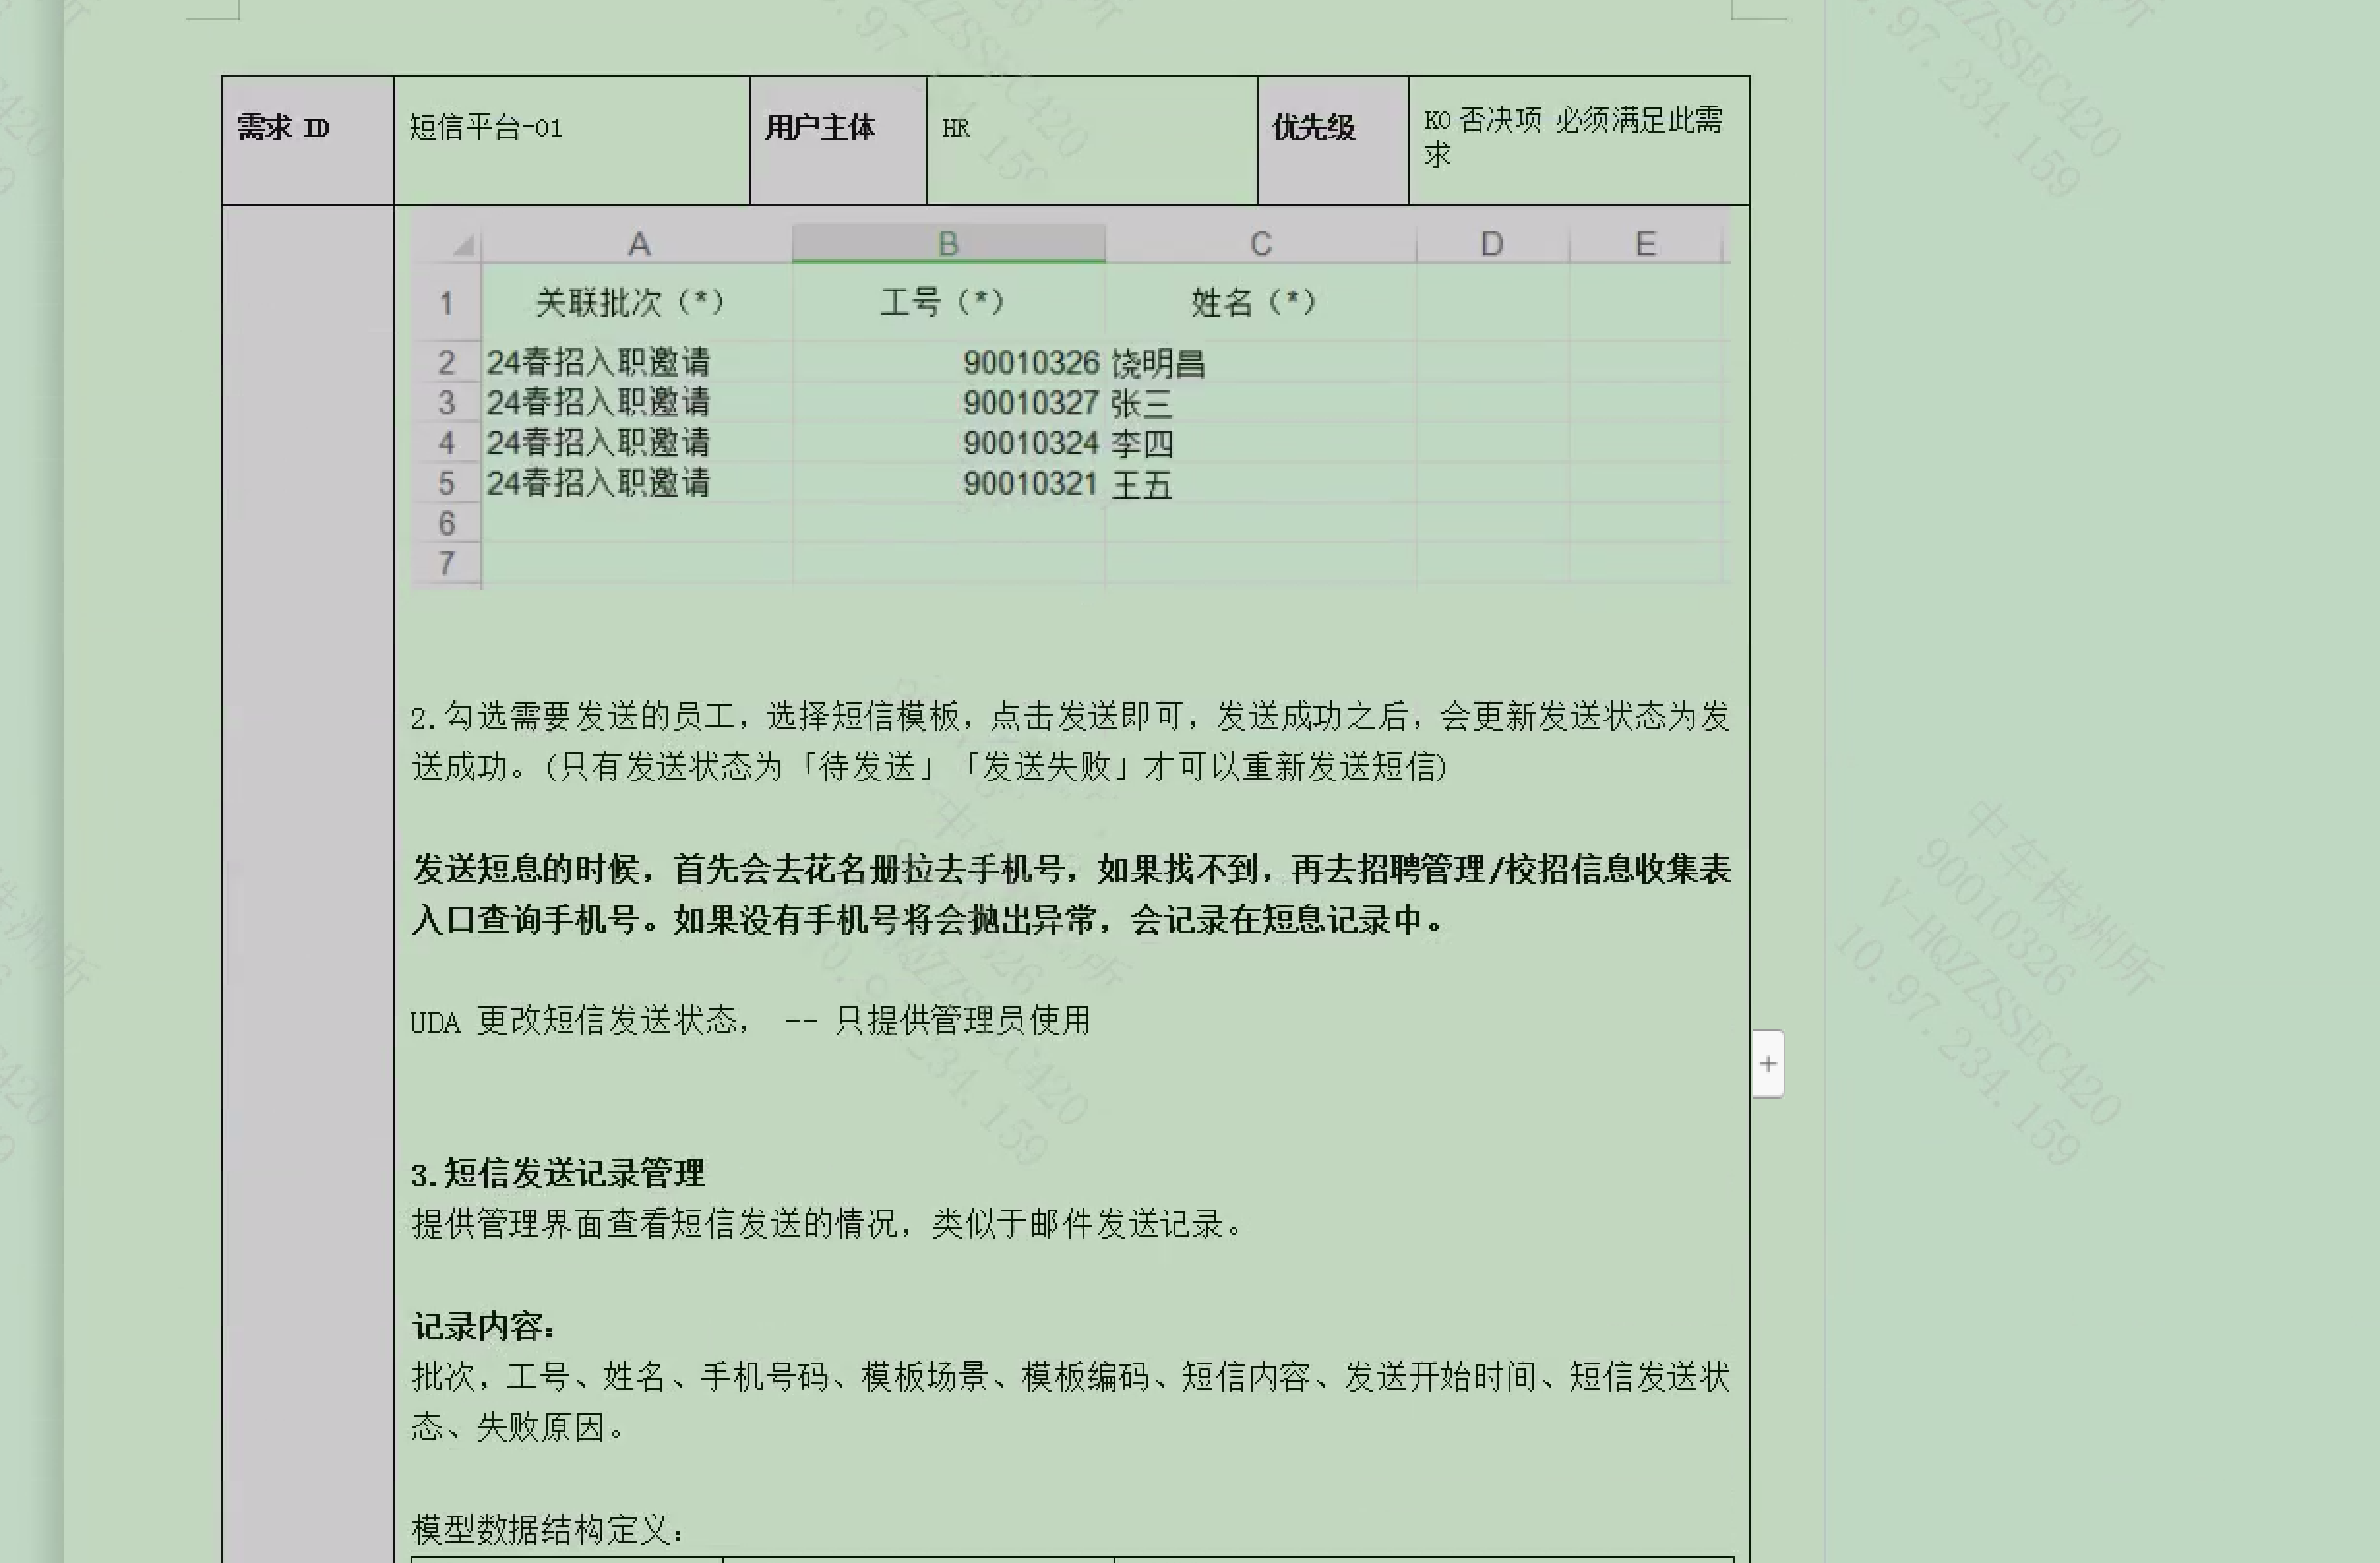 需求 ID 短信平台-01 用户主体 HR 优先级 KO 否决项 必须满足此需
求
A B C D E
1 关联批次（*） 工号（*） 姓名（*）
2 24春招入职邀请 90010326 饶明昌
3 24春招入职邀请 90010327 张三
4 24春招入职邀请 90010324 李四
5 24春招入职邀请 90010321 王五
6
7
2.勾选需要发送的员工，选择短信模板，点击发送即可，发送成功之后，会更新发送状态为发
送成功。(只有发送状态为「待发送」「发送失败」才可以重新发送短信)
发送短息的时候，首先会去花名册拉去手机号，如果找不到，再去招聘管理/校招信息收集表
入口查询手机号。如果没有手机号将会抛出异常，会记录在短息记录中。
UDA 更改短信发送状态， -- 只提供管理员使用
+
3.短信发送记录管理
提供管理界面查看短信发送的情况，类似于邮件发送记录。
记录内容：
批次，工号、姓名、手机号码、模板场景、模板编码、短信内容、发送开始时间、短信发送状
态、失败原因。
模型数据结构定义：
中车株洲所
90010326
V-HQZZSSEC420
10.97.234.159